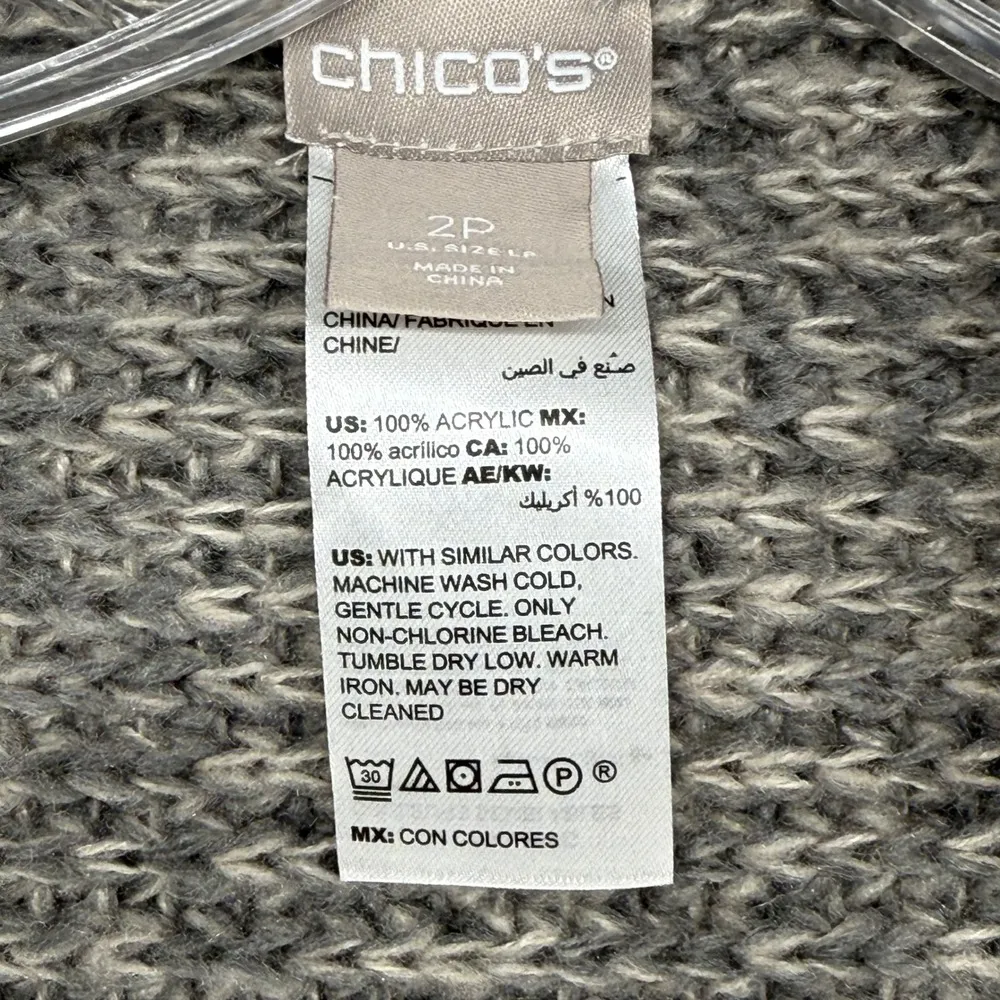 chico's®
2P
U.S. SIZE LP
MADE IN
CHINA
CHINA/ FABRIQUÉ EN
CHINE/
صنع في الصين
US: 100% ACRYLIC MX:
100% acrílico CA: 100%
ACRYLIQUE AE/KW:
100% أكريليك
US: WITH SIMILAR COLORS.
MACHINE WASH COLD,
GENTLE CYCLE. ONLY
NON-CHLORINE BLEACH.
TUMBLE DRY LOW. WARM
IRON. MAY BE DRY
CLEANED
30 P ®
MX: CON COLORES